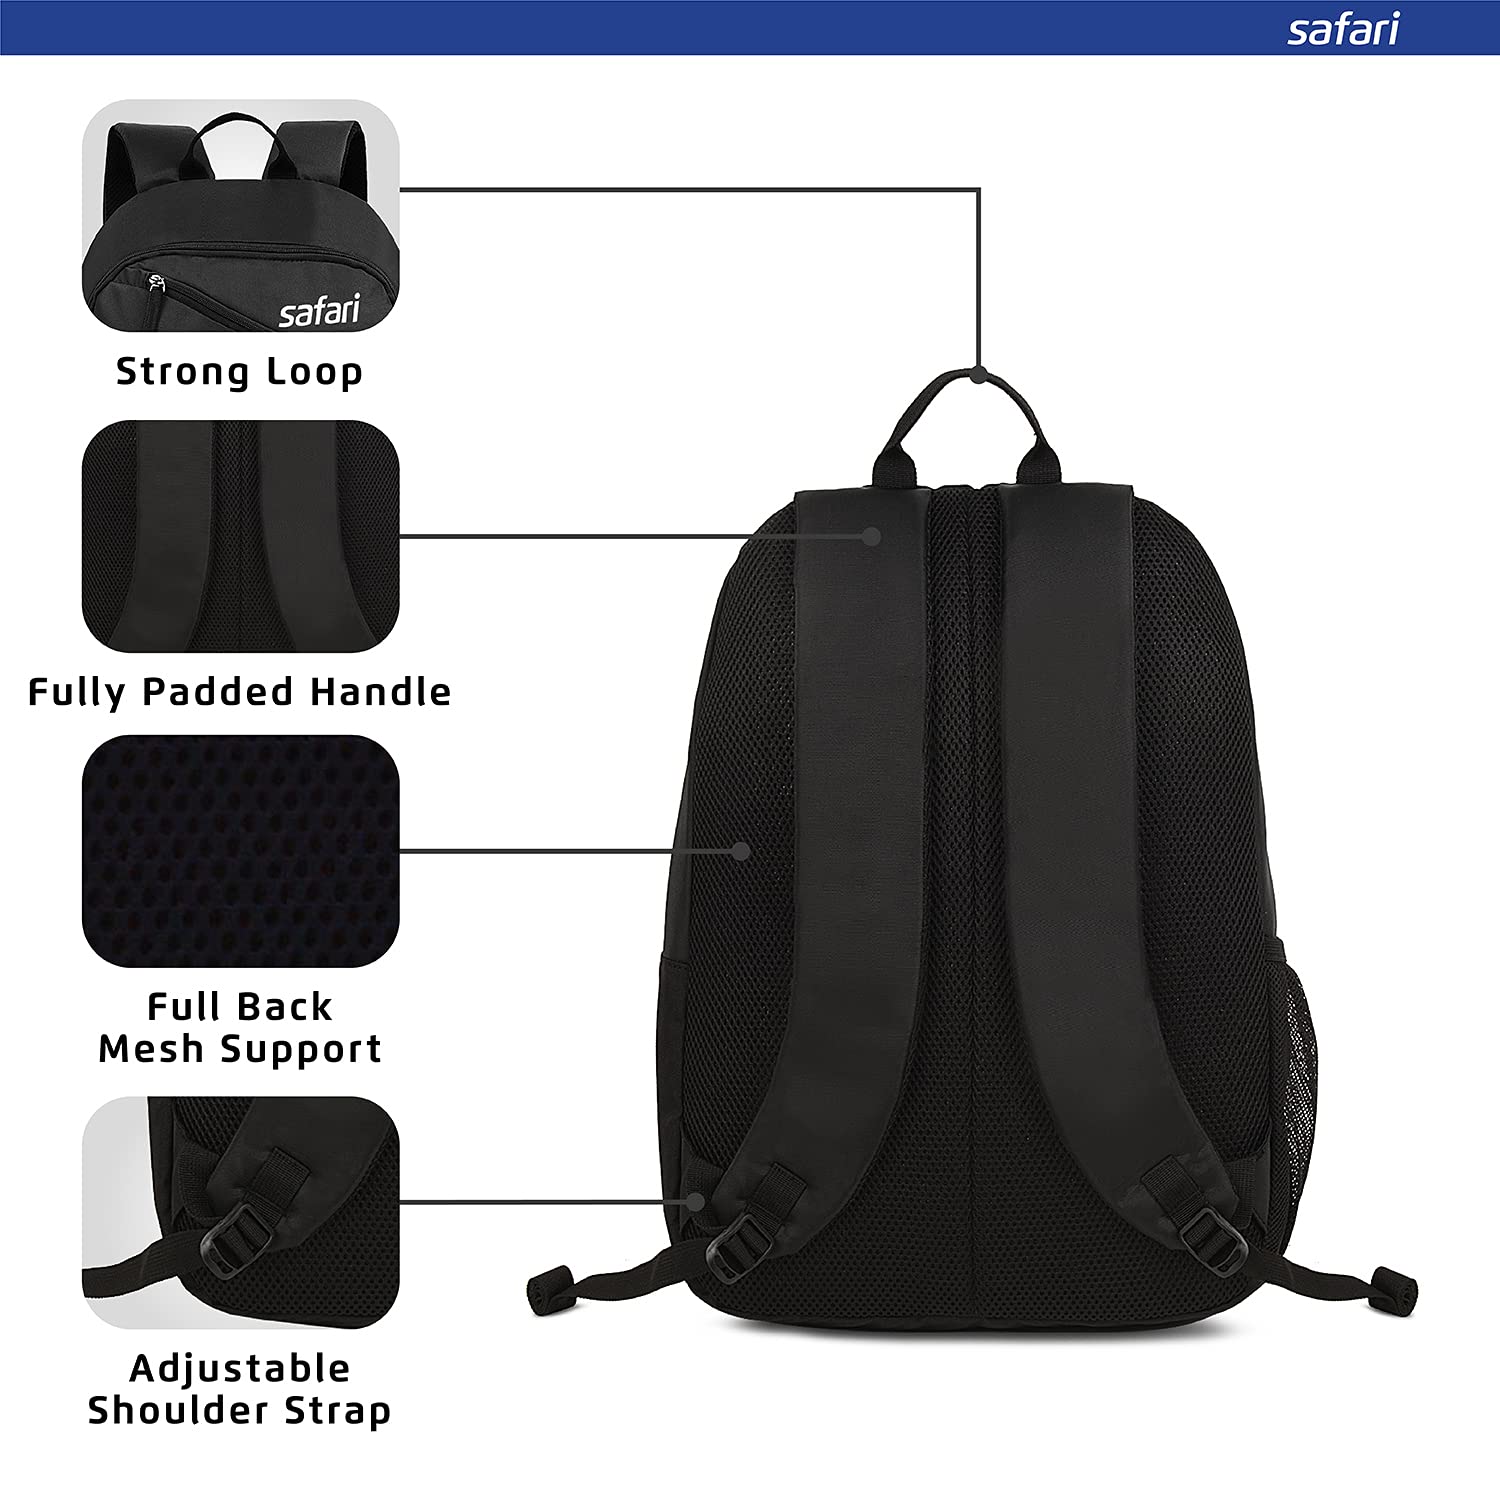 safari
safari
Strong Loop
Fully Padded Handle
Full Back
Mesh Support
Adjustable
Shoulder Strap